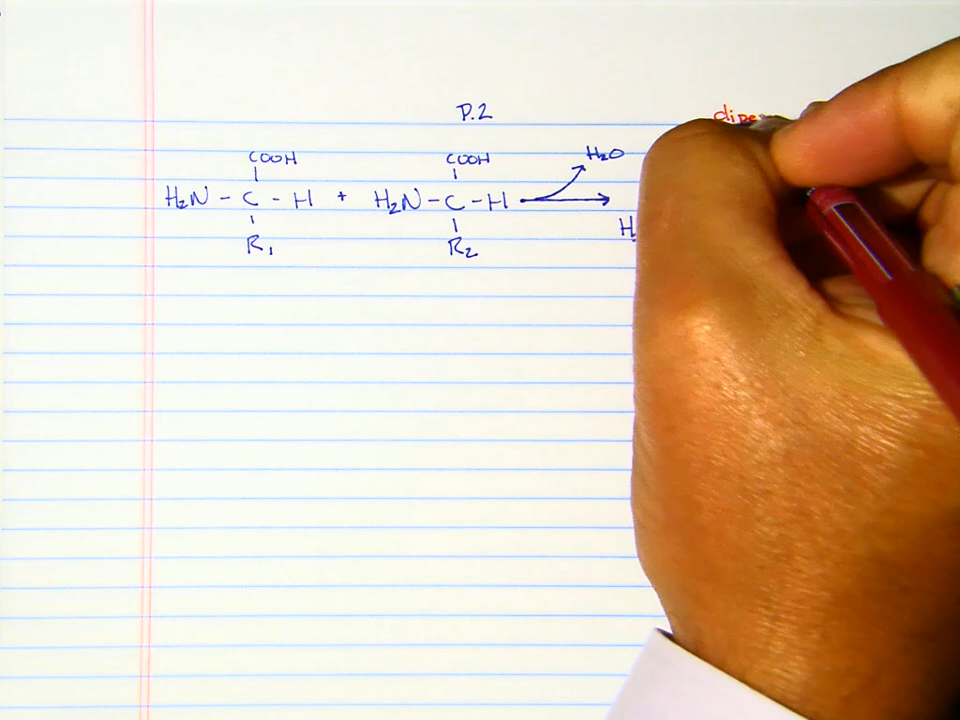 P.2
COOH COOH H₂O
H₂N - C - H + H₂N - C - H →
R₁ R₂